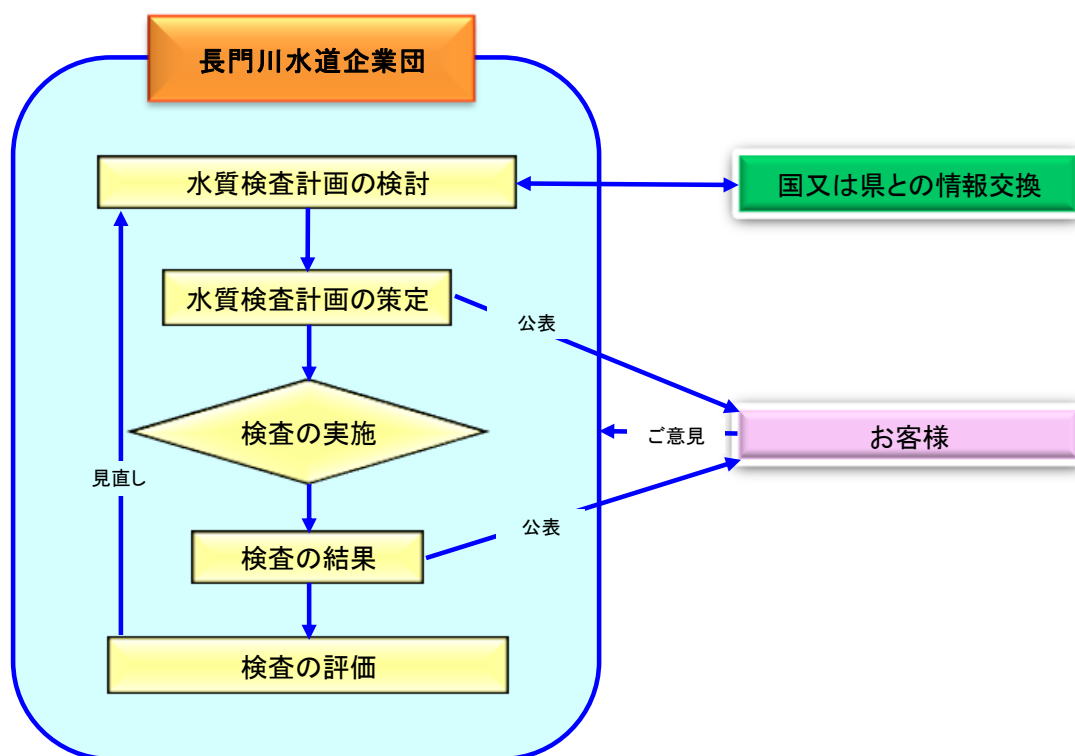 長門川水道企業団
水質検査計画の検討
国又は県との情報交換
水質検査計画の策定
公表
検査の実施
ご意見
お客様
見直し
公表
検査の結果
検査の評価